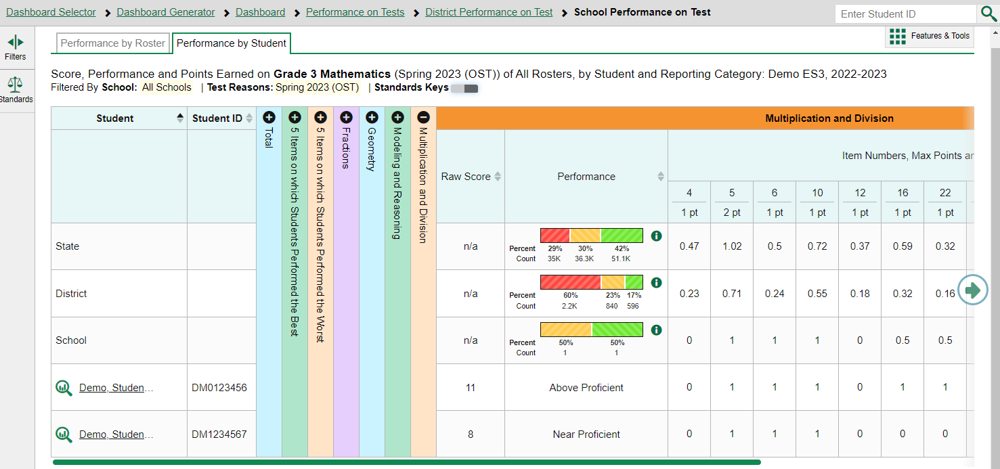 Dashboard Selector > Dashboard Generator > Dashboard > Performance on Tests > District Performance on Test > School Performance on Test
Enter Student ID
Filters
Standards
Performance by Roster
Performance by Student
Features & Tools
Score, Performance and Points Earned on Grade 3 Mathematics (Spring 2023 (OST)) of All Rosters, by Student and Reporting Category: Demo ES3, 2022-2023
Filtered By School: All Schools | Test Reasons: Spring 2023 (OST) | Standards Keys
Student
Student ID
Total
5 Items on which Students Performed the Best
5 Items on which Students Performed the Worst
Fractions
Geometry
Modeling and Reasoning
Multiplication and Division
Multiplication and Division
Raw Score
Performance
Item Numbers, Max Points
4 5 6 10 12 16 22
1 pt 2 pt 1 pt 1 pt 1 pt 1 pt 1 pt
State n/a 0.47 1.02 0.5 0.72 0.37 0.59 0.32
Percent 29% 30% 42%
Count 35K 36.3K 51.1K
District n/a 0.23 0.71 0.24 0.55 0.18 0.32 0.16
Percent 60% 23% 17%
Count 2.2K 840 596
School n/a 0 1 1 1 0 0.5 0.5
Percent 50% 50%
Count 1 1
Demo, Studen... DM0123456 11 Above Proficient 0 1 1 1 0 1 1
Demo, Studen... DM1234567 8 Near Proficient 0 1 1 1 0 0 0